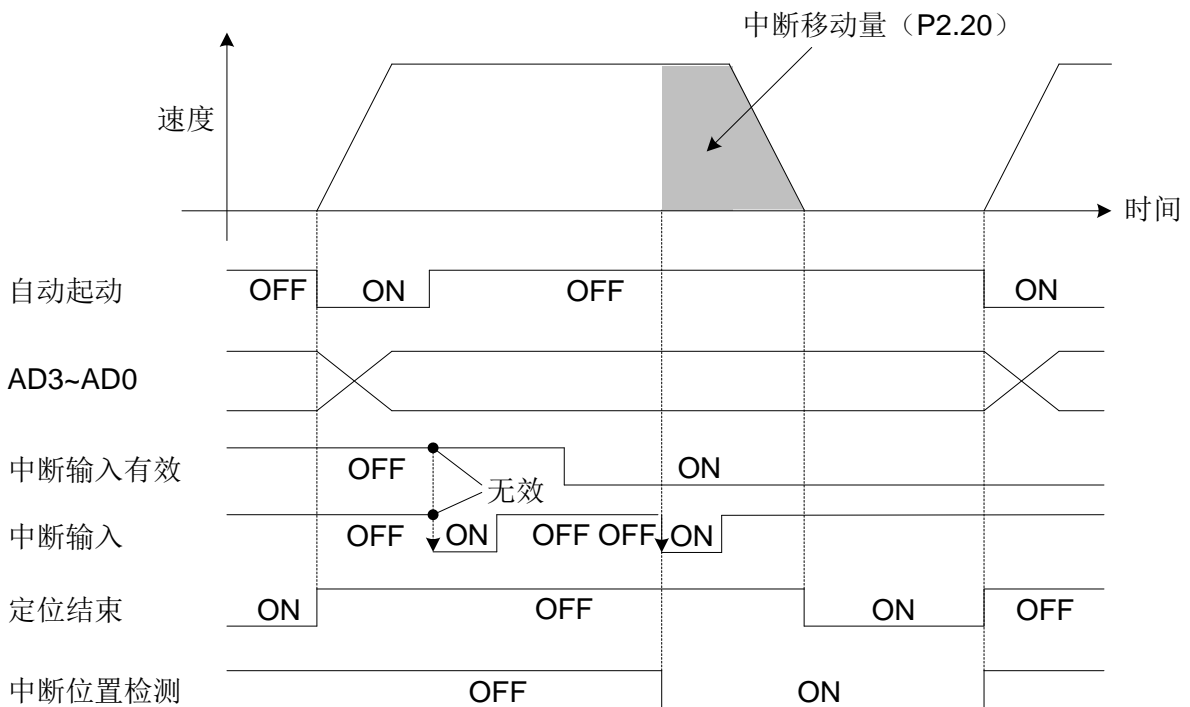 中断移动量（P2.20）
速度
时间
自动起动 OFF ON OFF ON
AD3~AD0
中断输入有效 OFF ON
无效
中断输入 OFF ON OFF OFF ON
定位结束 ON OFF ON OFF
中断位置检测 OFF ON